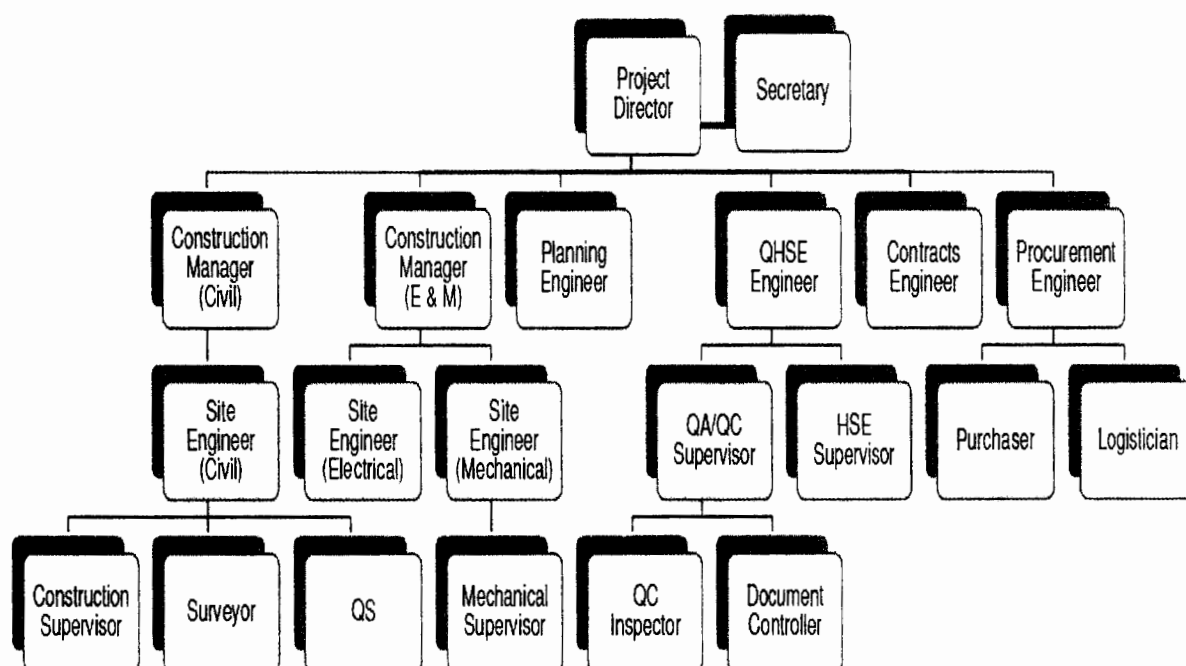 Project
Director
Secretary
Construction
Manager
(Civil)
Construction
Manager
(E & M)
Planning
Engineer
QHSE
Engineer
Contracts
Engineer
Procurement
Engineer
Site
Engineer
(Civil)
Site
Engineer
(Electrical)
Site
Engineer
(Mechanical)
QA/QC
Supervisor
HSE
Supervisor
Purchaser
Logistician
Construction
Supervisor
Surveyor
QS
Mechanical
Supervisor
QC
Inspector
Document
Controller